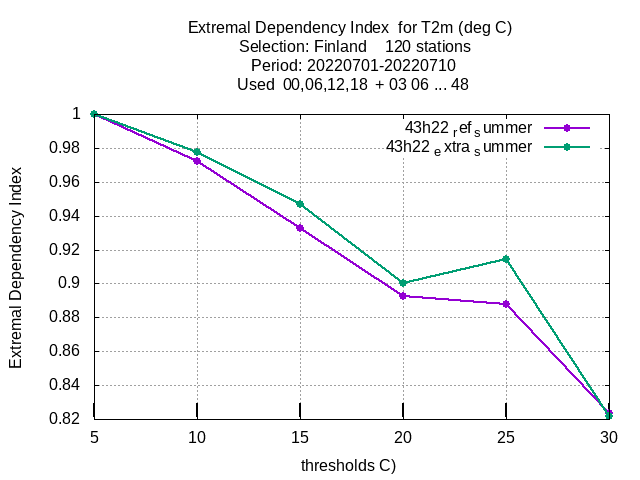 Extremal Dependency Index  for T2m (deg C)
Selection: Finland    120 stations
Period: 20220701-20220710
Used  00,06,12,18  + 03 06 ... 48
43h22 ref summer
43h22 extra summer
Extremal Dependency Index
1
0.98
0.96
0.94
0.92
0.9
0.88
0.86
0.84
0.82
5 10 15 20 25 30
thresholds C)